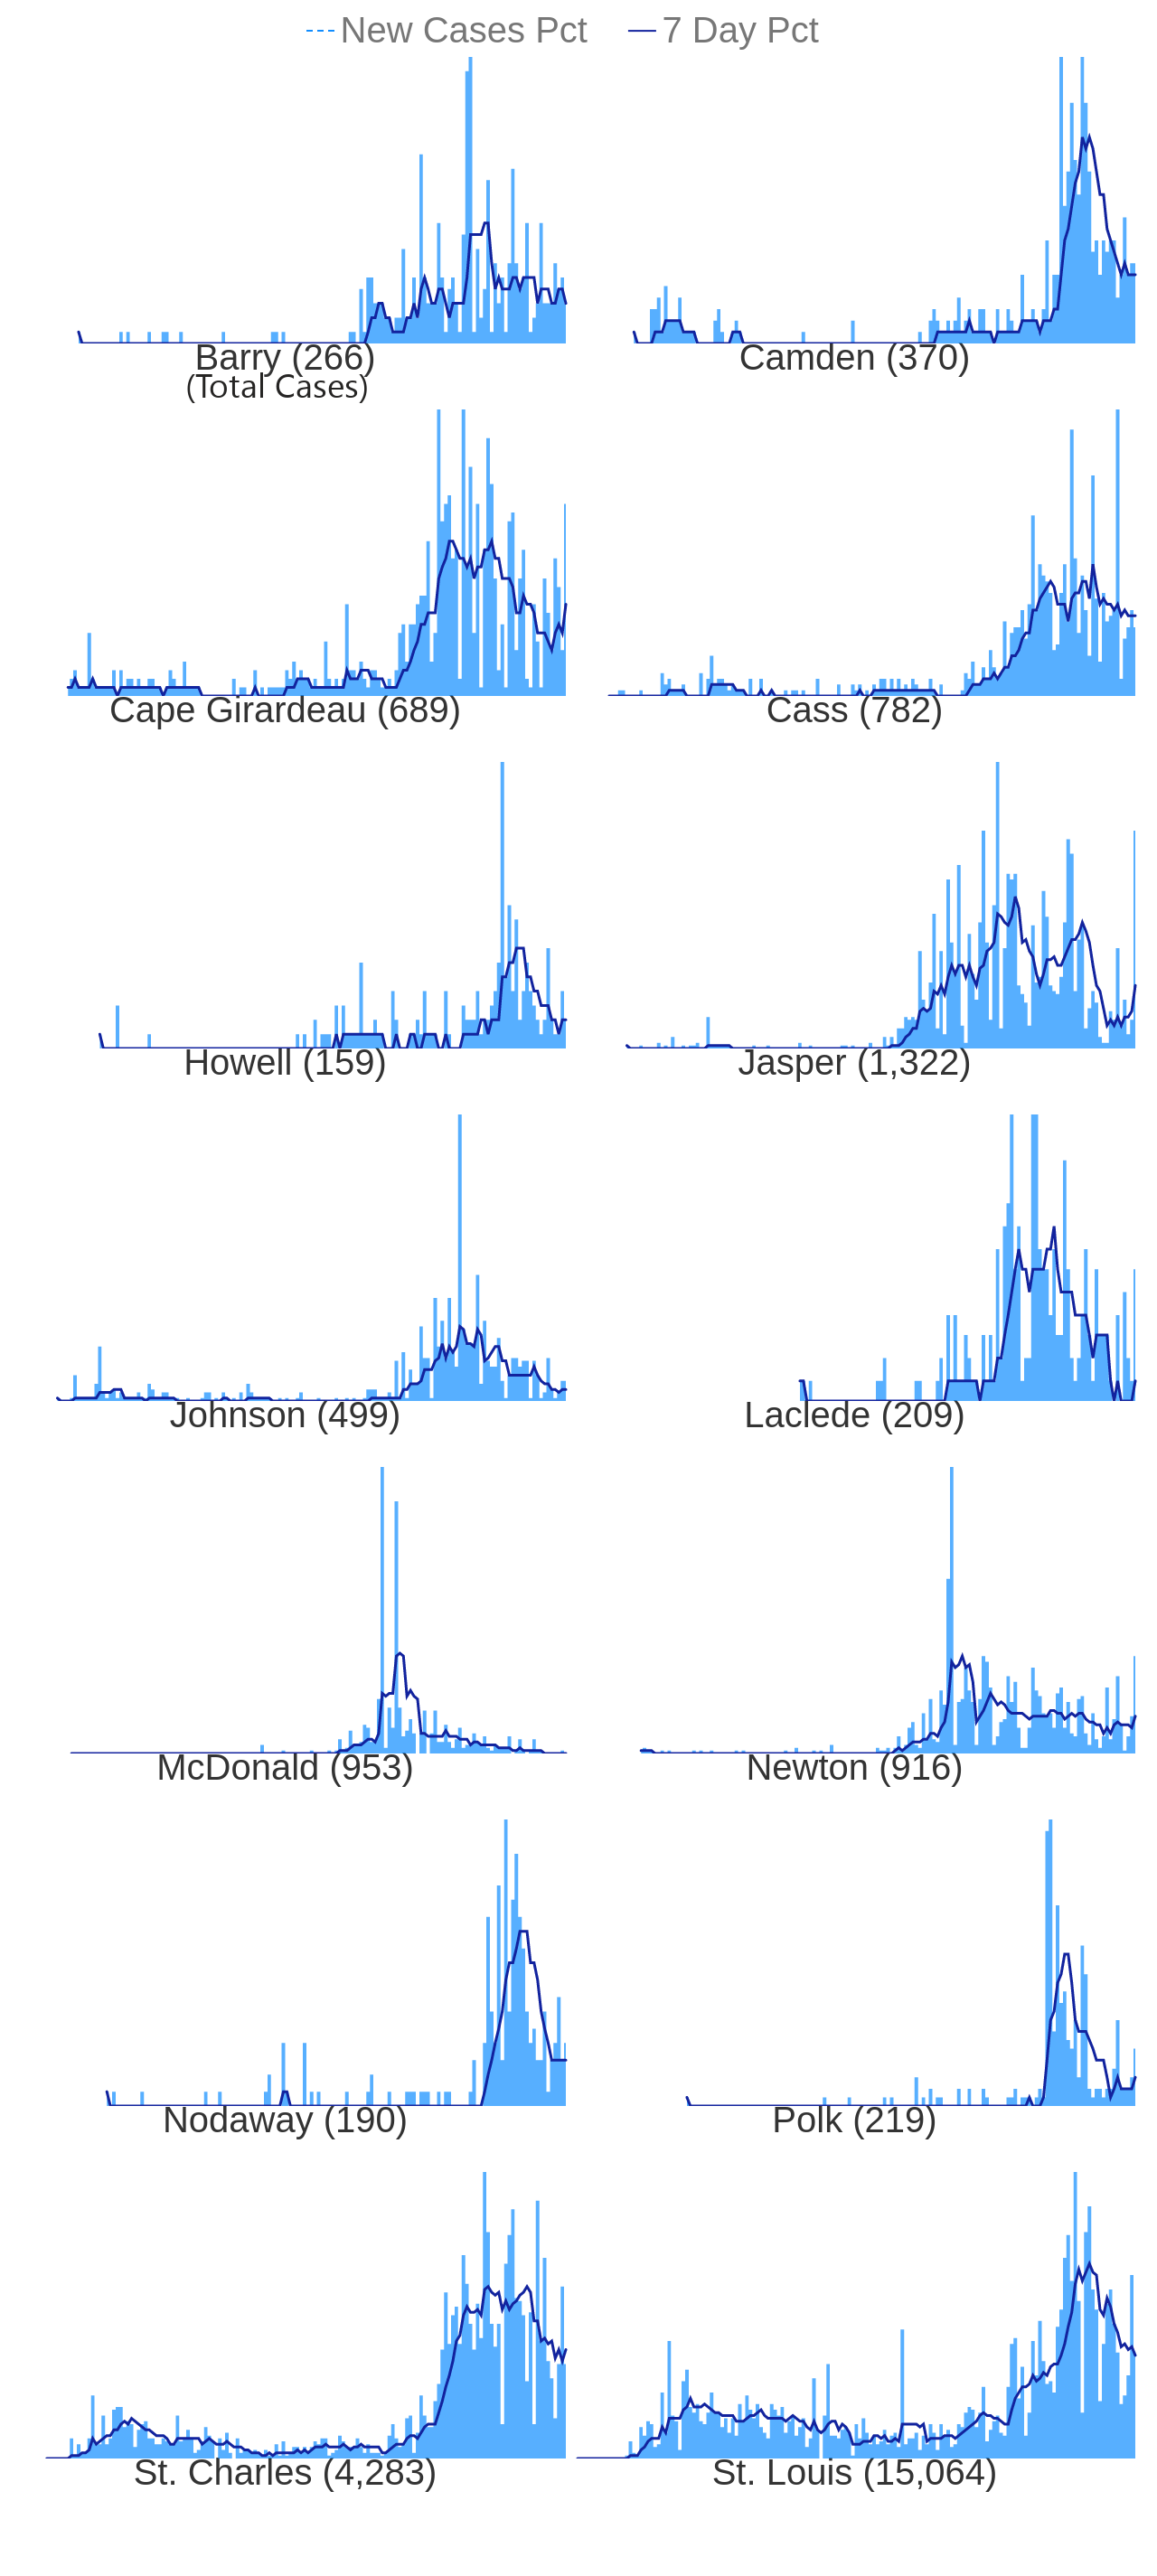 New Cases Pct 7 Day Pct
Barry (266) Camden (370)
(Total Cases)
Cape Girardeau (689) Cass (782)
Howell (159) Jasper (1,322)
Johnson (499) Laclede (209)
McDonald (953) Newton (916)
Nodaway (190) Polk (219)
St. Charles (4,283) St. Louis (15,064)